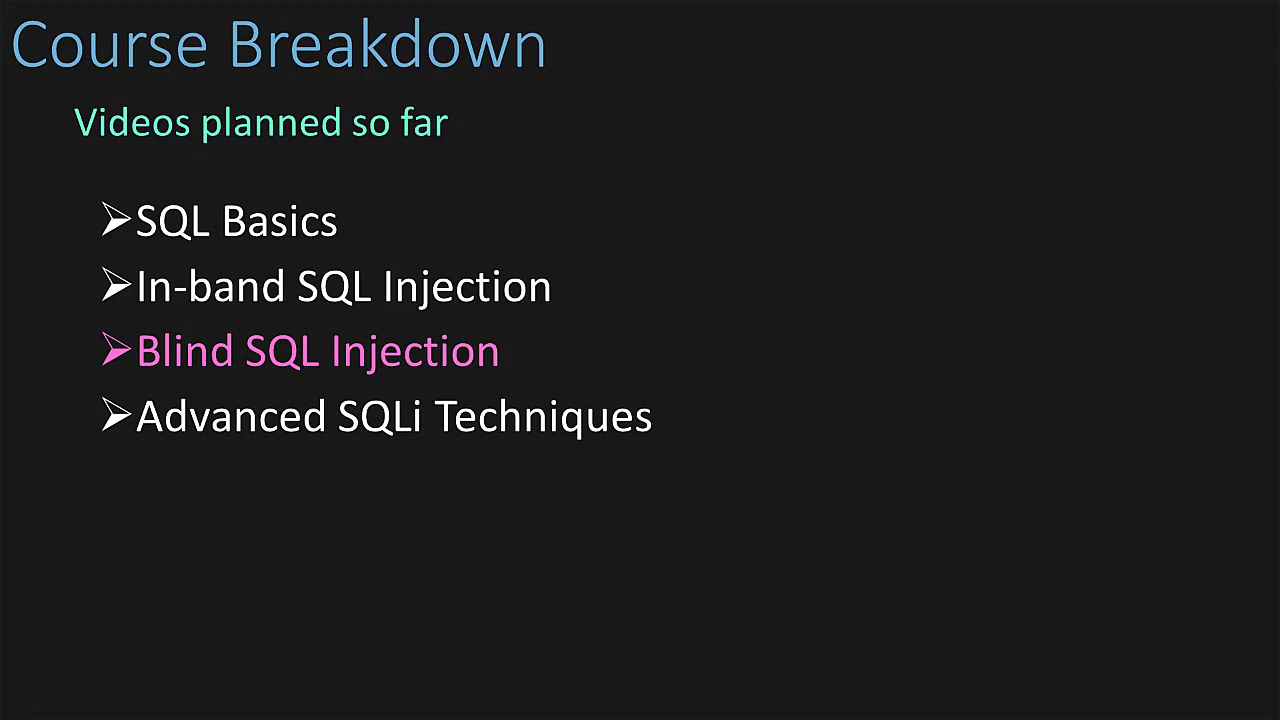 Course Breakdown
Videos planned so far
➢SQL Basics
➢In-band SQL Injection
➢Blind SQL Injection
➢Advanced SQLi Techniques